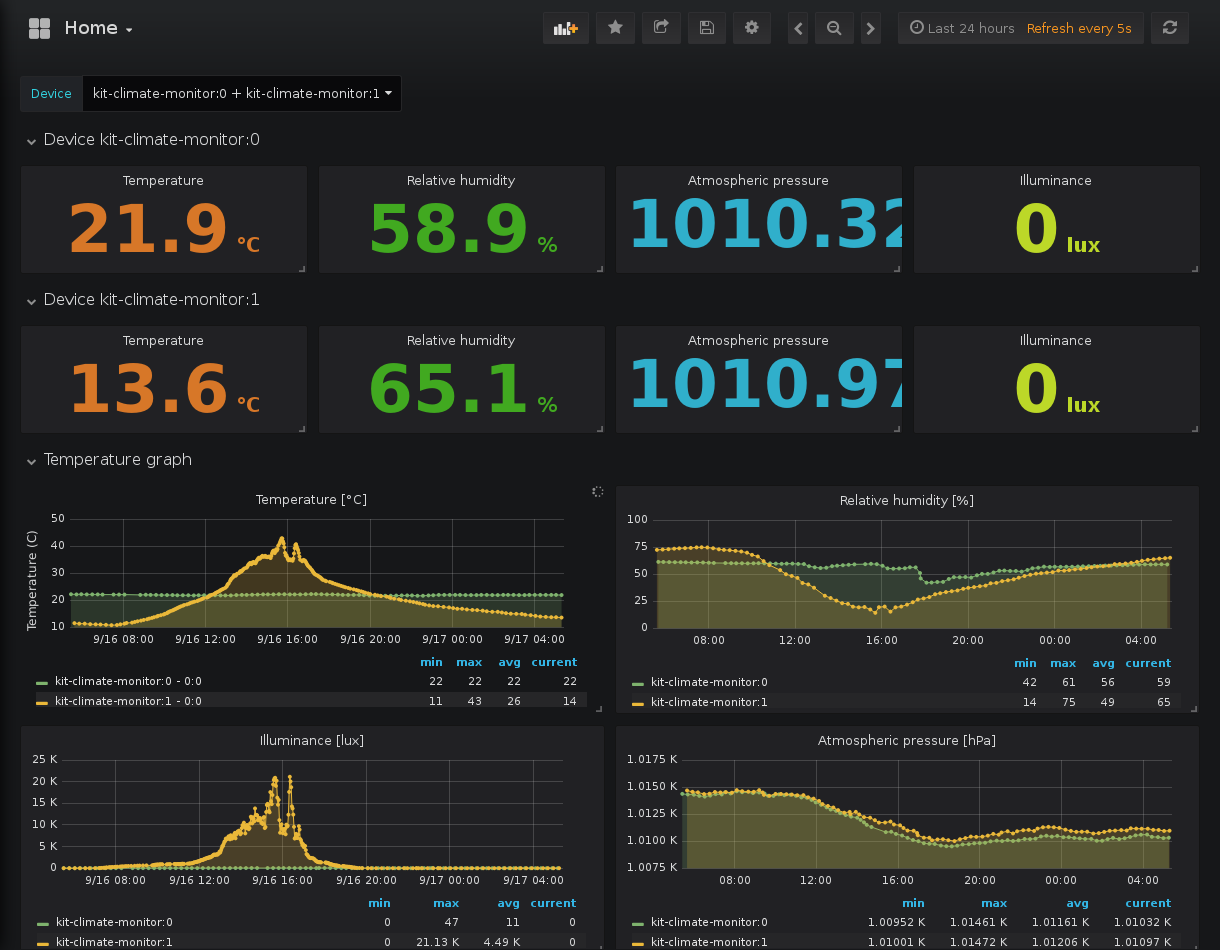 Home
Last 24 hours Refresh every 5s
Device kit-climate-monitor:0 + kit-climate-monitor:1
Device kit-climate-monitor:0
Temperature Relative humidity Atmospheric pressure Illuminance
21.9 °C 58.9 % 1010.32 0 lux
Device kit-climate-monitor:1
Temperature Relative humidity Atmospheric pressure Illuminance
13.6 °C 65.1 % 1010.97 0 lux
Temperature graph
Temperature [°C]
Temperature (C)
50
40
30
20
10
9/16 08:00 9/16 12:00 9/16 16:00 9/16 20:00 9/17 00:00 9/17 04:00
min max avg current
kit-climate-monitor:0 - 0:0 22 22 22 22
kit-climate-monitor:1 - 0:0 11 43 26 14
Relative humidity [%]
100
75
50
25
0
08:00 12:00 16:00 20:00 00:00 04:00
min max avg current
kit-climate-monitor:0 42 61 56 59
kit-climate-monitor:1 14 75 49 65
Illuminance [lux]
25 K
20 K
15 K
10 K
5 K
0
9/16 08:00 9/16 12:00 9/16 16:00 9/16 20:00 9/17 00:00 9/17 04:00
min max avg current
kit-climate-monitor:0 0 47 11 0
kit-climate-monitor:1 0 21.13 K 4.49 K 0
Atmospheric pressure [hPa]
1.0175 K
1.0150 K
1.0125 K
1.0100 K
1.0075 K
08:00 12:00 16:00 20:00 00:00 04:00
min max avg current
kit-climate-monitor:0 1.00952 K 1.01461 K 1.01161 K 1.01032 K
kit-climate-monitor:1 1.01001 K 1.01472 K 1.01206 K 1.01097 K